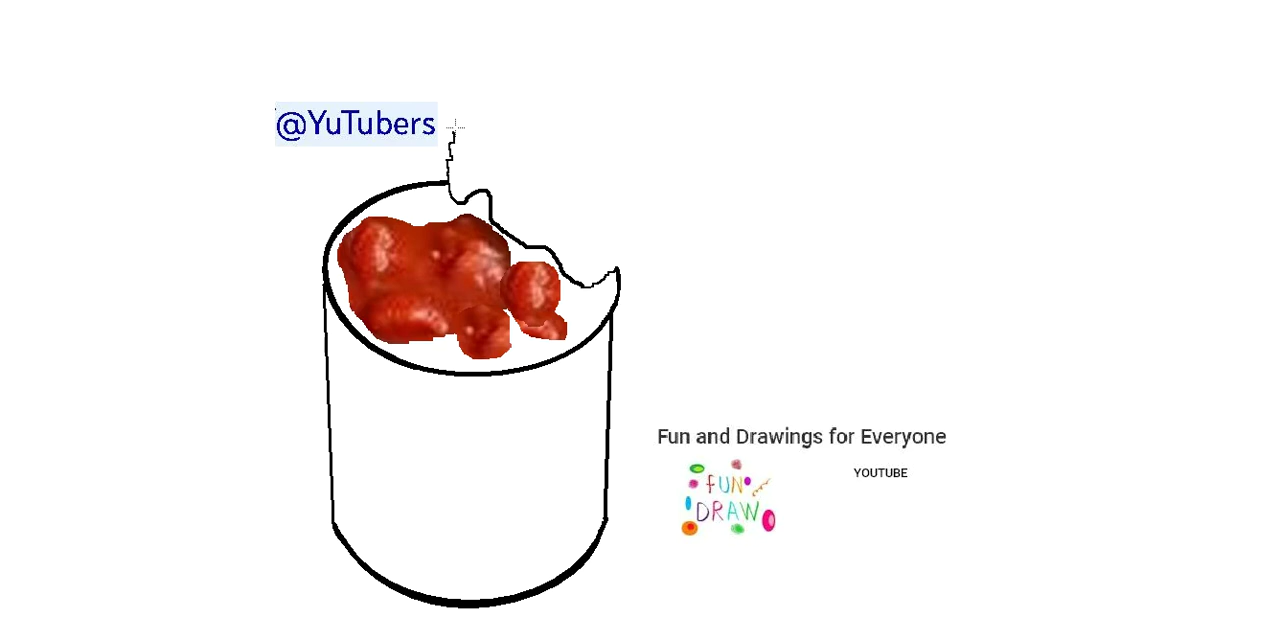 @YuTubers
Fun and Drawings for Everyone
YOUTUBE
FUN
DRAW